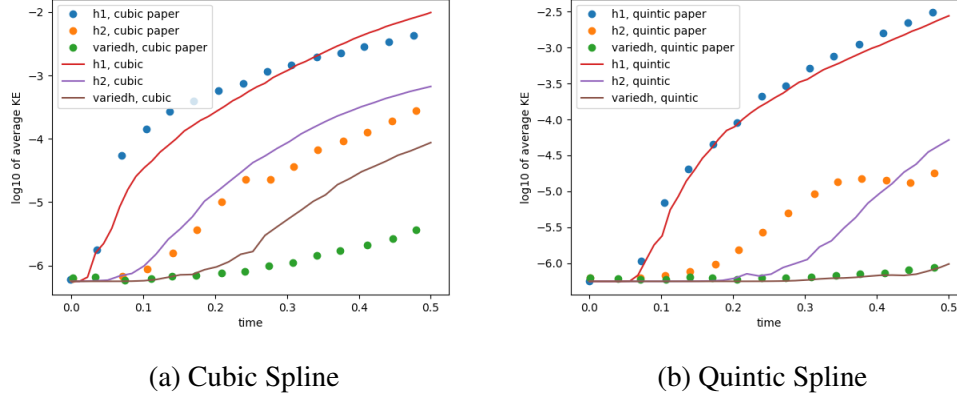 −2
−3
−4
−5
−6
log10 of average KE
h1, cubic paper
h2, cubic paper
variedh, cubic paper
h1, cubic
h2, cubic
variedh, cubic
0.0 0.1 0.2 0.3 0.4 0.5
time
(a) Cubic Spline
−2.5
−3.0
−3.5
−4.0
−4.5
−5.0
−5.5
−6.0
log10 of average KE
h1, quintic paper
h2, quintic paper
variedh, quintic paper
h1, quintic
h2, quintic
variedh, quintic
0.0 0.1 0.2 0.3 0.4 0.5
time
(b) Quintic Spline